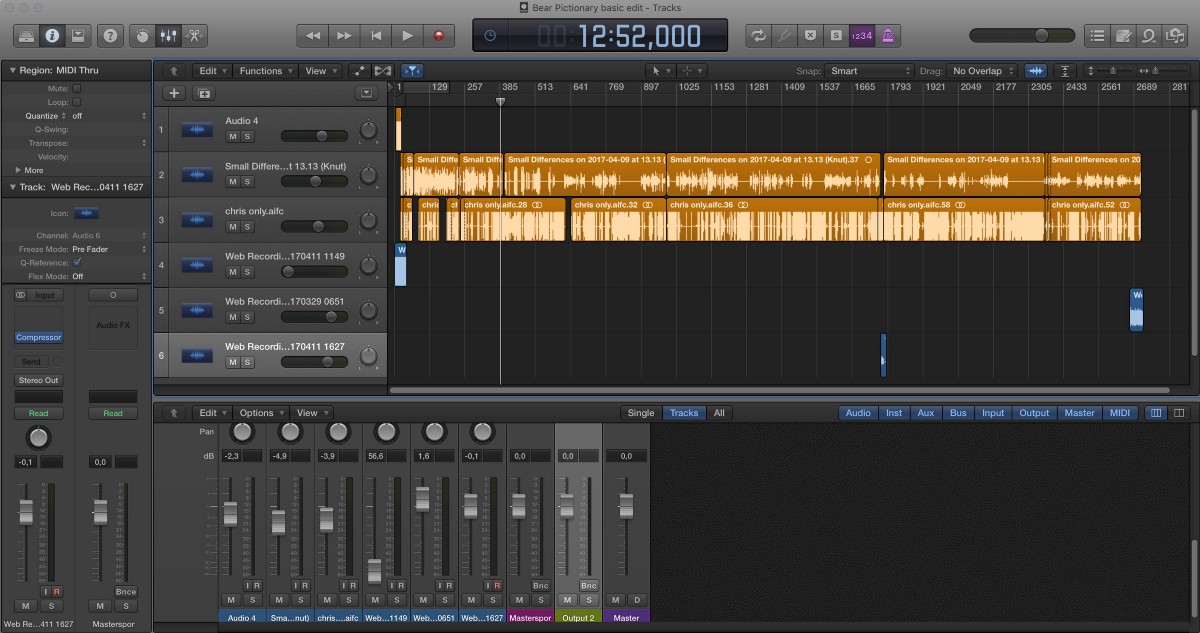 Bear Pictionary basic edit - Tracks
12:52,000
1234
Region: MIDI Thru
Mute:
Loop:
Quantize off
Q-Swing:
Transpose:
Velocity:
More
Track: Web Rec...0411 1627
Icon:
Channel: Audio 6
Freeze Mode: Pre Fader
Q-Reference:
Flex Mode: Off
Input
Audio FX
Compressor
Send
Stereo Out
Read Read
-0,1 0,0
I R Bnce
M S M S
Web Re...411 1627 Masterspor
Edit Functions View Snap: Smart Drag: No Overlap
1 129 257 385 513 641 769 897 1025 1153 1281 1409 1537 1665 1793 1921 2049 2177 2305 2433 2561 2689 281
1 Audio 4
M S
2 Small Differe...t 13.13 (Knut)
M S
S Small Diffe Small Diffe Small Differences on 2017-04-09 at 13.13 ( Small Differences on 2017-04-09 at 13.13 (Knut).37 Small Differences on 2017-04-09 at 13.13 Small Differences on 20
3 chris only.aifc
M S
c chris ch chris only.aifc.28 chris only.aifc.32 chris only.aifc.36 chris only.aifc.58 chris only.aifc.52
4 Web Recordi...170411 1149
M S
W
5 Web Recordi...170329 0651
M S
We
6 Web Recordi...170411 1627
M S
Edit Options View Single Tracks All Audio Inst Aux Bus Input Output Master MIDI
Pan
dB -2,3 -4,9 -3,9 56,6 1,6 -0,1 0,0 0,0 0,0
I R I R I R I R I R I R Bnc Bnc
M S M S M S M S M S M S M S M S M D
Audio 4 Sma...nut) chris....aifc Web...1149 Web...0651 Web...1627 Masterspor Output 2 Master